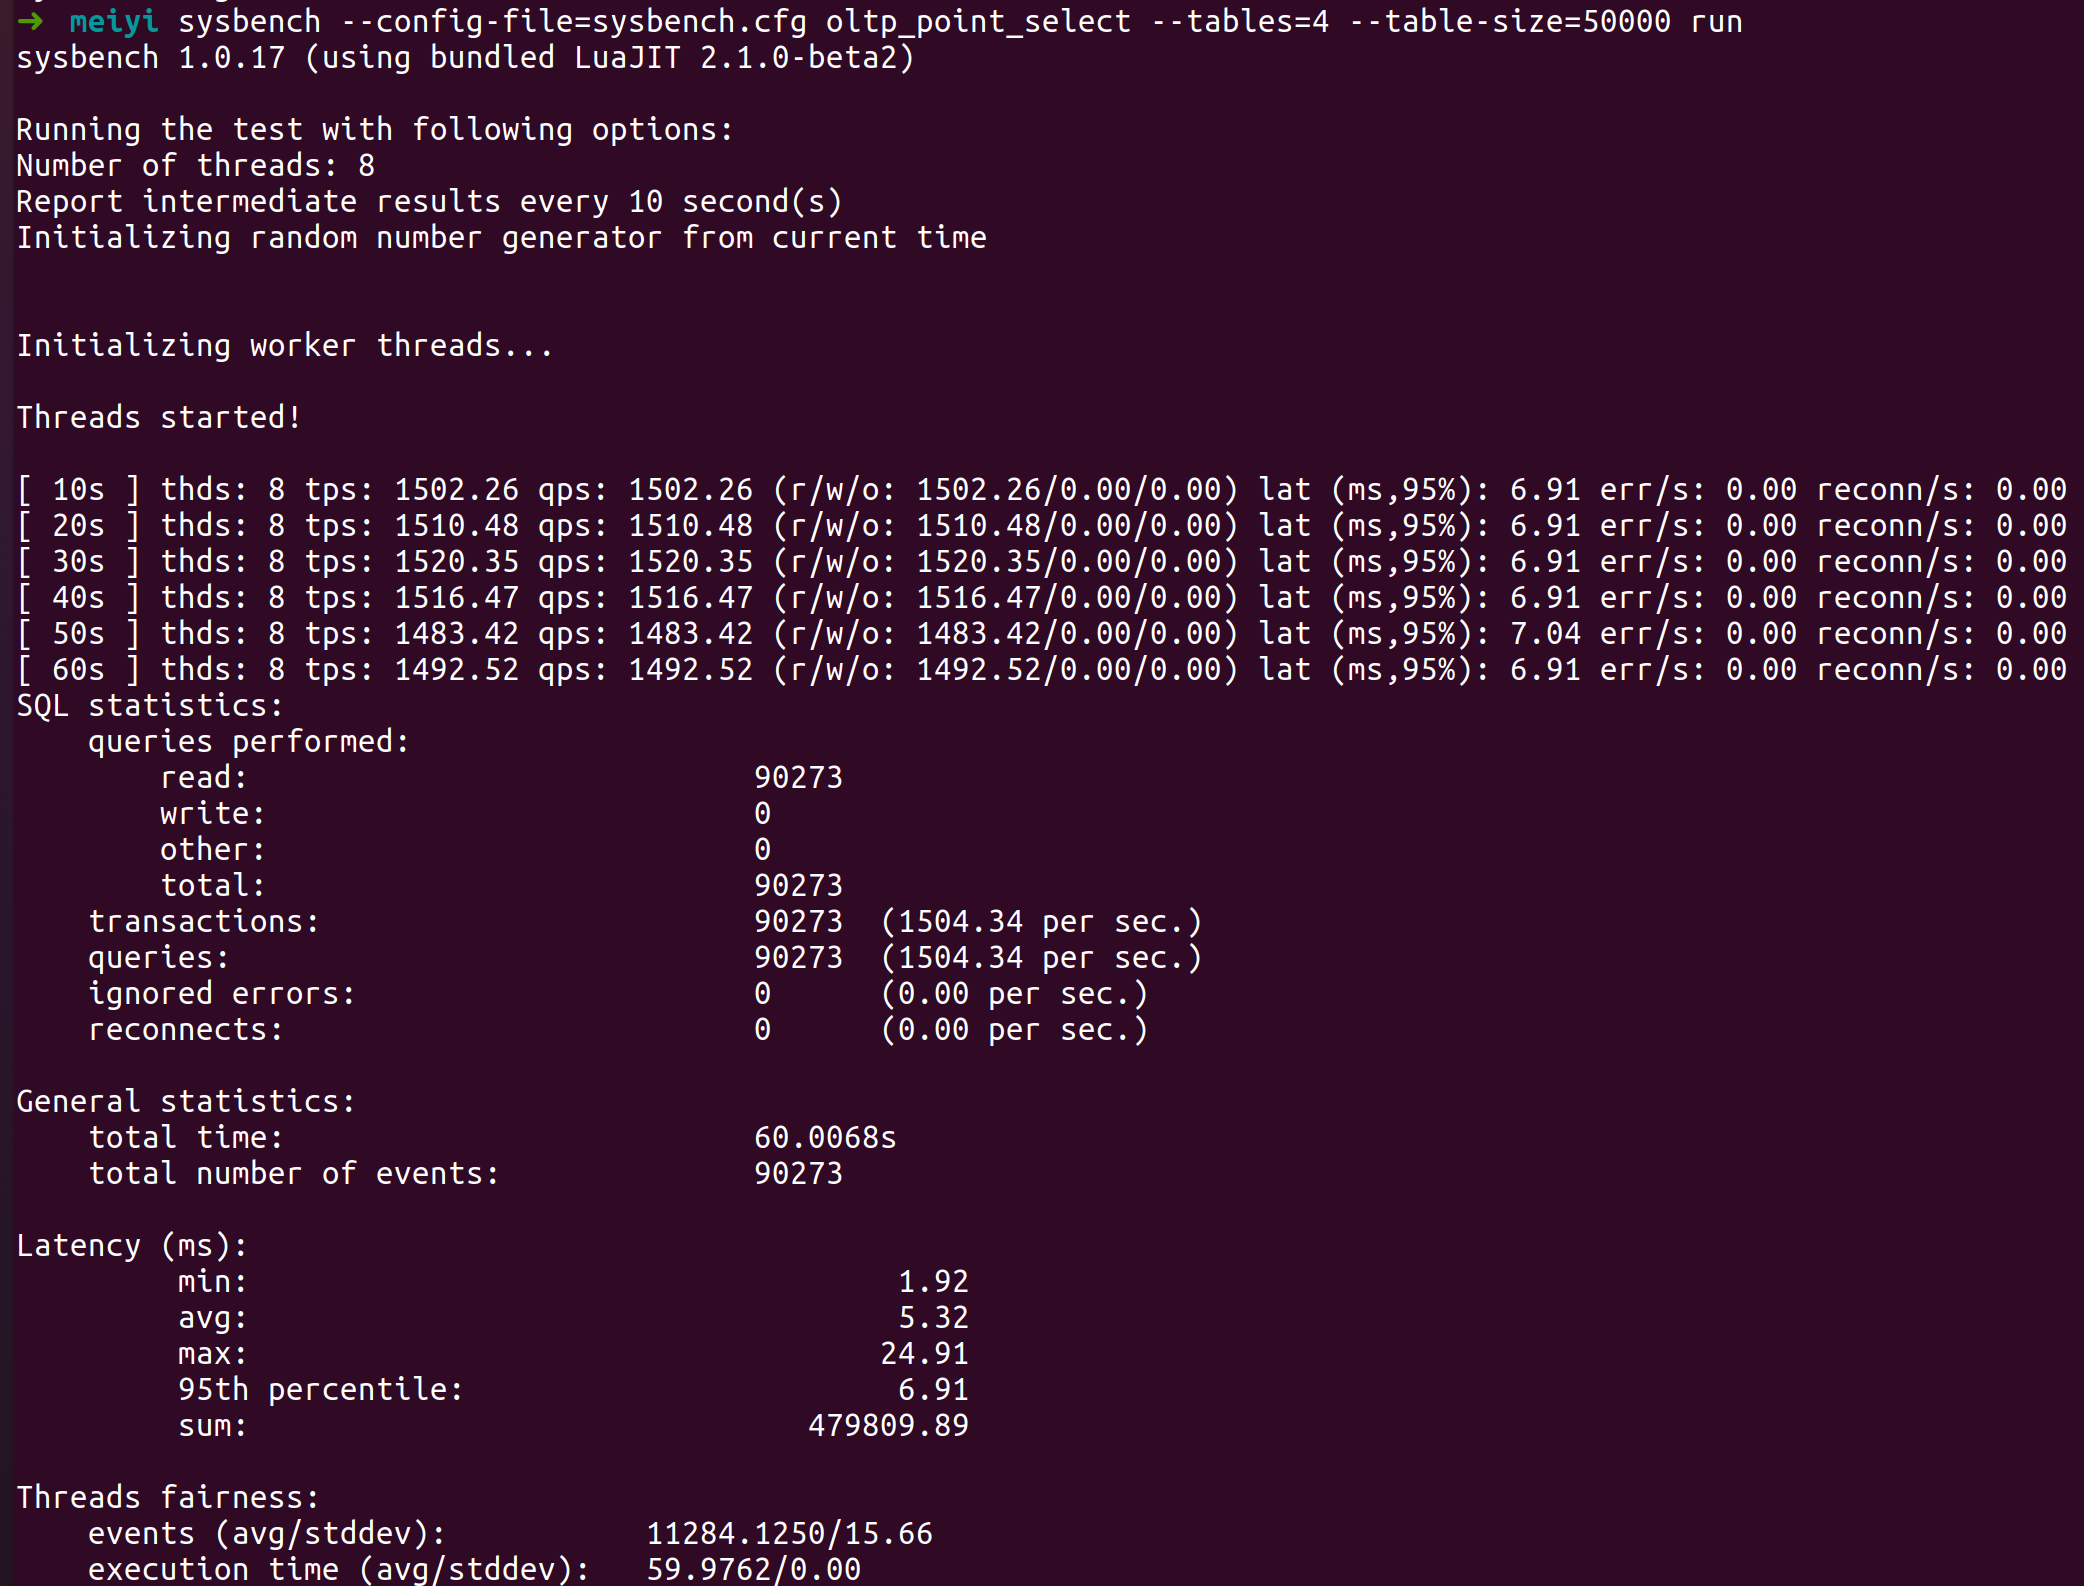 ➜  meiyi sysbench --config-file=sysbench.cfg oltp_point_select --tables=4 --table-size=50000 run
sysbench 1.0.17 (using bundled LuaJIT 2.1.0-beta2)
Running the test with following options:
Number of threads: 8
Report intermediate results every 10 second(s)
Initializing random number generator from current time
Initializing worker threads...
Threads started!
[ 10s ] thds: 8 tps: 1502.26 qps: 1502.26 (r/w/o: 1502.26/0.00/0.00) lat (ms,95%): 6.91 err/s: 0.00 reconn/s: 0.00
[ 20s ] thds: 8 tps: 1510.48 qps: 1510.48 (r/w/o: 1510.48/0.00/0.00) lat (ms,95%): 6.91 err/s: 0.00 reconn/s: 0.00
[ 30s ] thds: 8 tps: 1520.35 qps: 1520.35 (r/w/o: 1520.35/0.00/0.00) lat (ms,95%): 6.91 err/s: 0.00 reconn/s: 0.00
[ 40s ] thds: 8 tps: 1516.47 qps: 1516.47 (r/w/o: 1516.47/0.00/0.00) lat (ms,95%): 6.91 err/s: 0.00 reconn/s: 0.00
[ 50s ] thds: 8 tps: 1483.42 qps: 1483.42 (r/w/o: 1483.42/0.00/0.00) lat (ms,95%): 7.04 err/s: 0.00 reconn/s: 0.00
[ 60s ] thds: 8 tps: 1492.52 qps: 1492.52 (r/w/o: 1492.52/0.00/0.00) lat (ms,95%): 6.91 err/s: 0.00 reconn/s: 0.00
SQL statistics:
    queries performed:
        read:                            90273
        write:                           0
        other:                           0
        total:                           90273
    transactions:                        90273  (1504.34 per sec.)
    queries:                             90273  (1504.34 per sec.)
    ignored errors:                      0      (0.00 per sec.)
    reconnects:                          0      (0.00 per sec.)
General statistics:
    total time:                          60.0068s
    total number of events:              90273
Latency (ms):
         min:                                    1.92
         avg:                                    5.32
         max:                                   24.91
         95th percentile:                        6.91
         sum:                               479809.89
Threads fairness:
    events (avg/stddev):           11284.1250/15.66
    execution time (avg/stddev):   59.9762/0.00